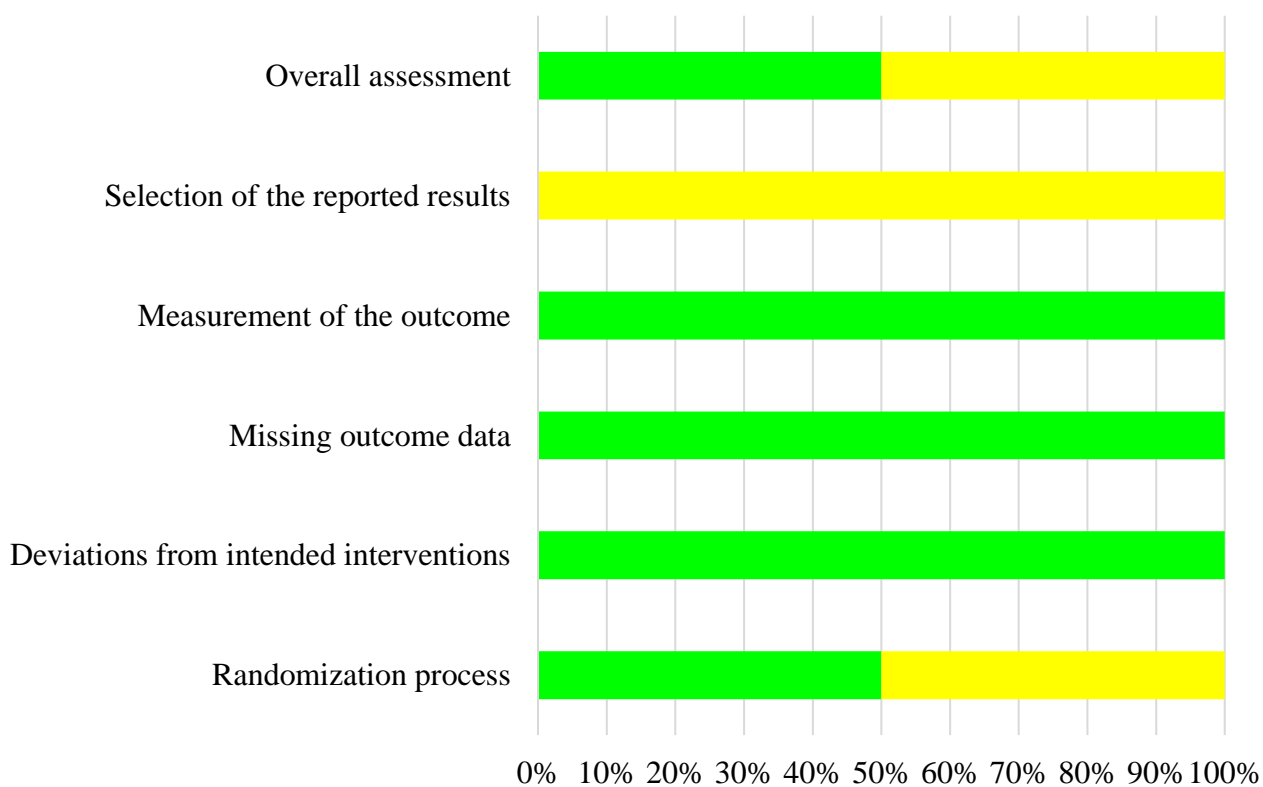 Overall assessment
Selection of the reported results
Measurement of the outcome
Missing outcome data
Deviations from intended interventions
Randomization process
0% 10% 20% 30% 40% 50% 60% 70% 80% 90% 100%